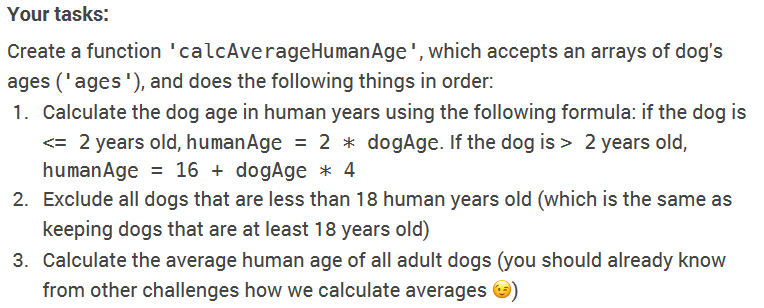 Your tasks:
Create a function 'calcAverageHumanAge', which accepts an arrays of dog's
ages ('ages'), and does the following things in order:
1. Calculate the dog age in human years using the following formula: if the dog is
<= 2 years old, humanAge = 2 * dogAge. If the dog is > 2 years old,
humanAge = 16 + dogAge * 4
2. Exclude all dogs that are less than 18 human years old (which is the same as
keeping dogs that are at least 18 years old)
3. Calculate the average human age of all adult dogs (you should already know
from other challenges how we calculate averages 😉)